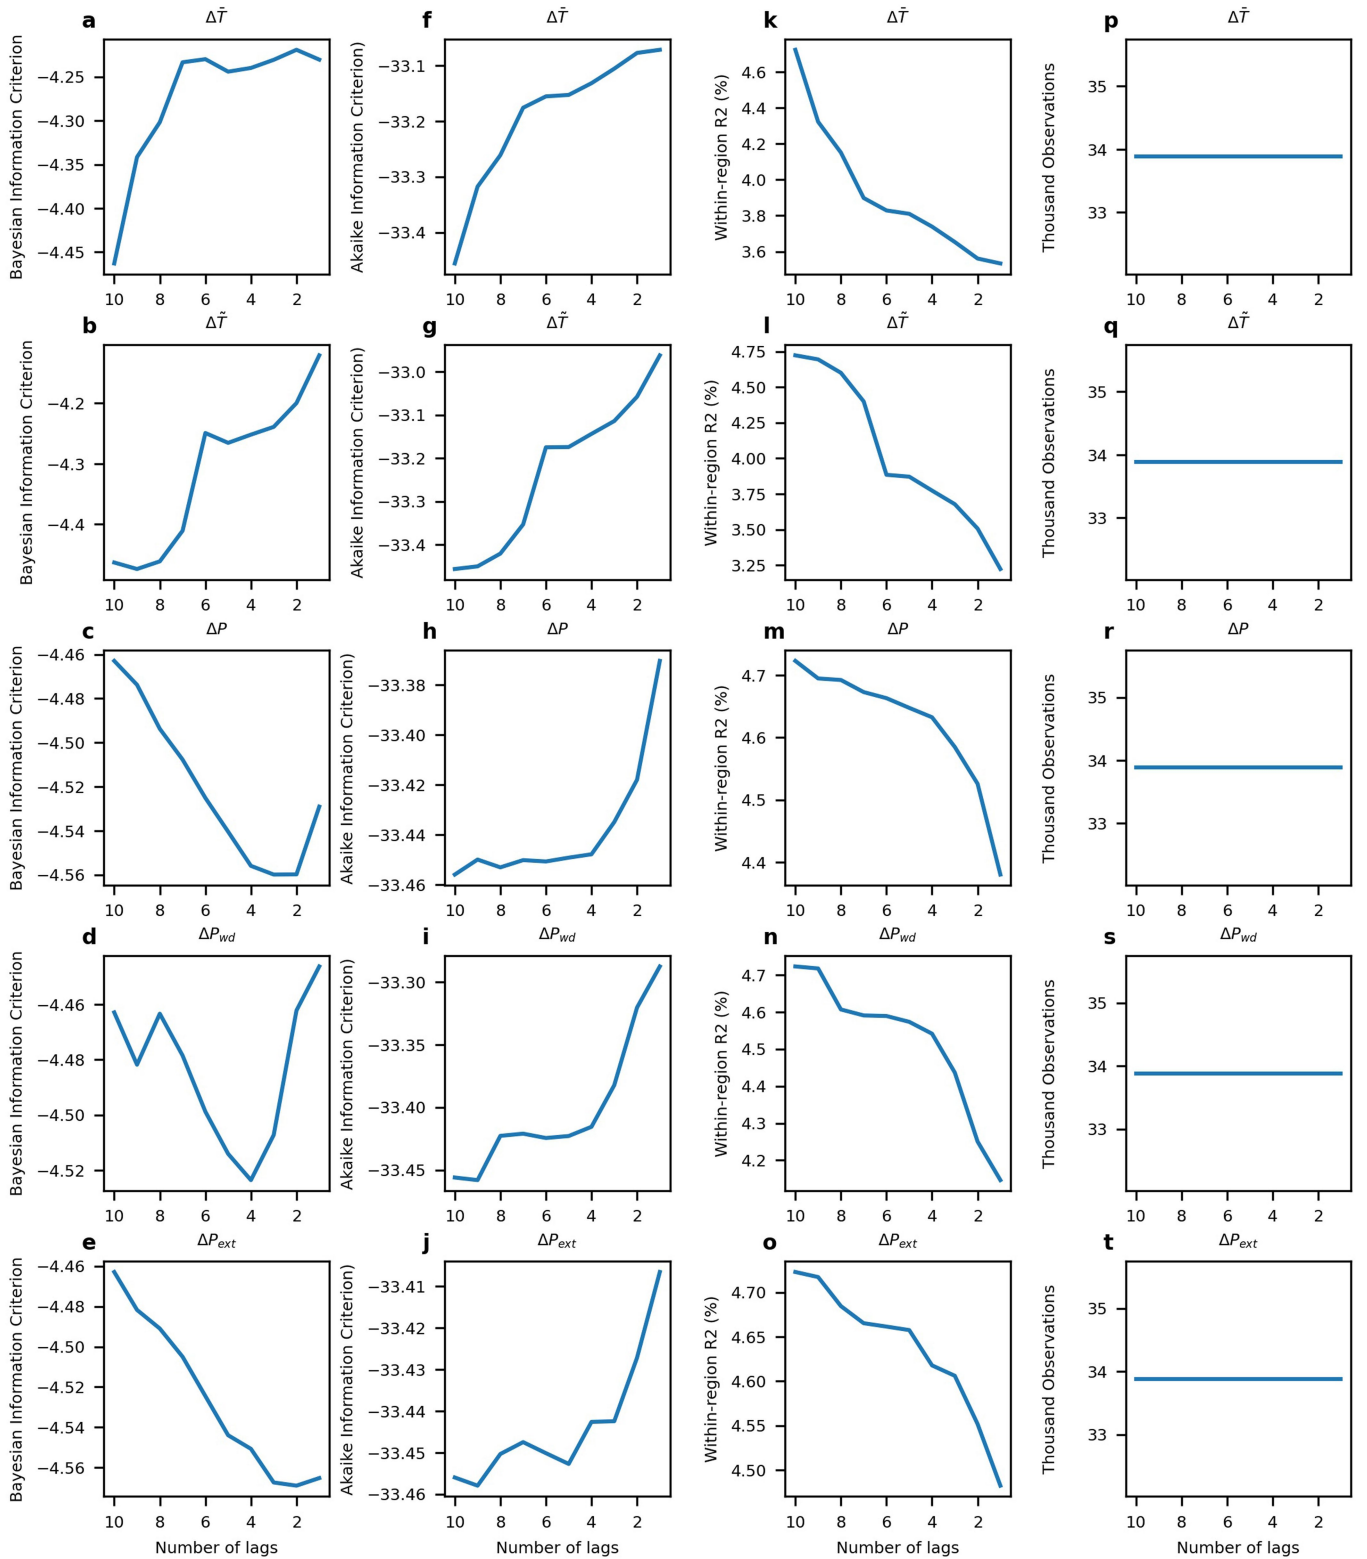 a ΔT̄ f ΔT̄ k ΔT̄ p ΔT̄
Bayesian Information Criterion
−4.25
−4.30
−4.35
−4.40
−4.45
10 8 6 4 2
Akaike Information Criterion)
−33.1
−33.2
−33.3
−33.4
10 8 6 4 2
Within-region R2 (%)
4.6
4.4
4.2
4.0
3.8
3.6
10 8 6 4 2
Thousand Observations
35
34
33
10 8 6 4 2
b ΔT̃ g ΔT̃ l ΔT̃ q ΔT̃
Bayesian Information Criterion
−4.2
−4.3
−4.4
10 8 6 4 2
Akaike Information Criterion)
−33.0
−33.1
−33.2
−33.3
−33.4
10 8 6 4 2
Within-region R2 (%)
4.75
4.50
4.25
4.00
3.75
3.50
3.25
10 8 6 4 2
Thousand Observations
35
34
33
10 8 6 4 2
c ΔP h ΔP m ΔP r ΔP
Bayesian Information Criterion
−4.46
−4.48
−4.50
−4.52
−4.54
−4.56
10 8 6 4 2
Akaike Information Criterion)
−33.38
−33.40
−33.42
−33.44
−33.46
10 8 6 4 2
Within-region R2 (%)
4.7
4.6
4.5
4.4
10 8 6 4 2
Thousand Observations
35
34
33
10 8 6 4 2
d ΔPwd i ΔPwd n ΔPwd s ΔPwd
Bayesian Information Criterion
−4.46
−4.48
−4.50
−4.52
10 8 6 4 2
Akaike Information Criterion)
−33.30
−33.35
−33.40
−33.45
10 8 6 4 2
Within-region R2 (%)
4.7
4.6
4.5
4.4
4.3
4.2
10 8 6 4 2
Thousand Observations
35
34
33
10 8 6 4 2
e ΔPext j ΔPext o ΔPext t ΔPext
Bayesian Information Criterion
−4.46
−4.48
−4.50
−4.52
−4.54
−4.56
10 8 6 4 2
Number of lags
Akaike Information Criterion)
−33.41
−33.42
−33.43
−33.44
−33.45
−33.46
10 8 6 4 2
Number of lags
Within-region R2 (%)
4.70
4.65
4.60
4.55
4.50
10 8 6 4 2
Number of lags
Thousand Observations
35
34
33
10 8 6 4 2
Number of lags